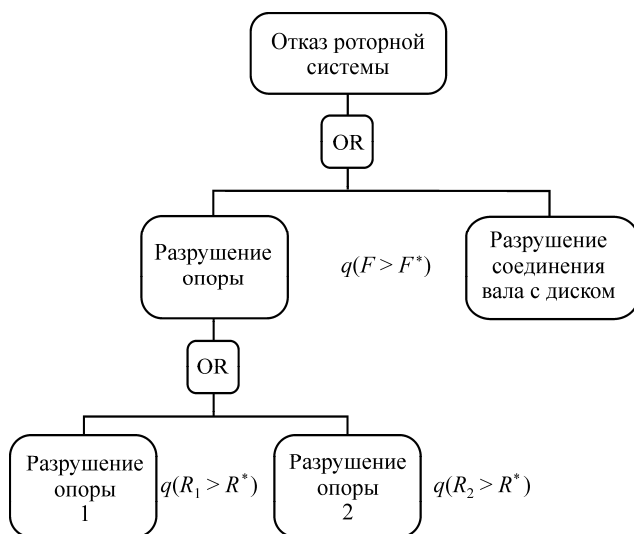 Отказ роторной
системы
OR
Разрушение
опоры
q(F > F*)
Разрушение
соединения
вала с диском
OR
Разрушение
опоры
1
q(R₁ > R*)
Разрушение
опоры
2
q(R₂ > R*)